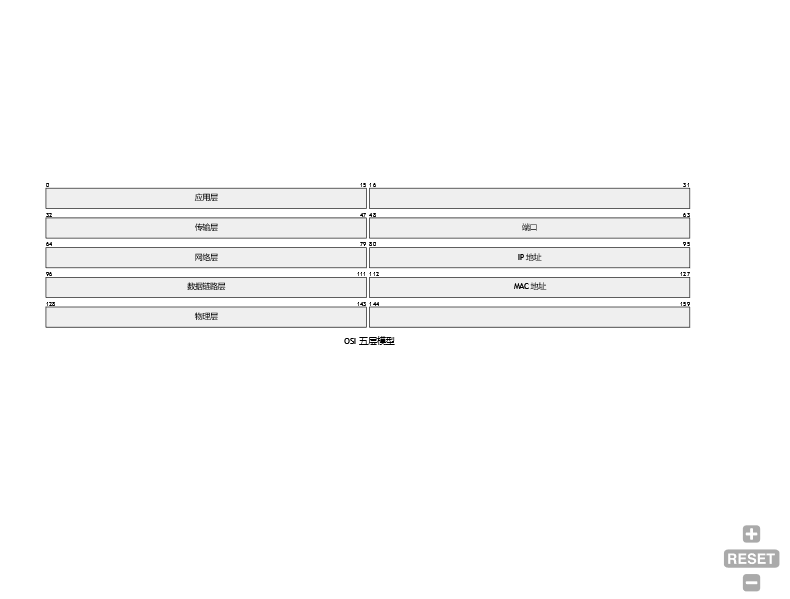 0 15 16 31
应用层
32 47 48 63
传输层 端口
64 79 80 95
网络层 IP 地址
96 111 112 127
数据链路层 MAC 地址
128 143 144 159
物理层
OSI 五层模型
RESET